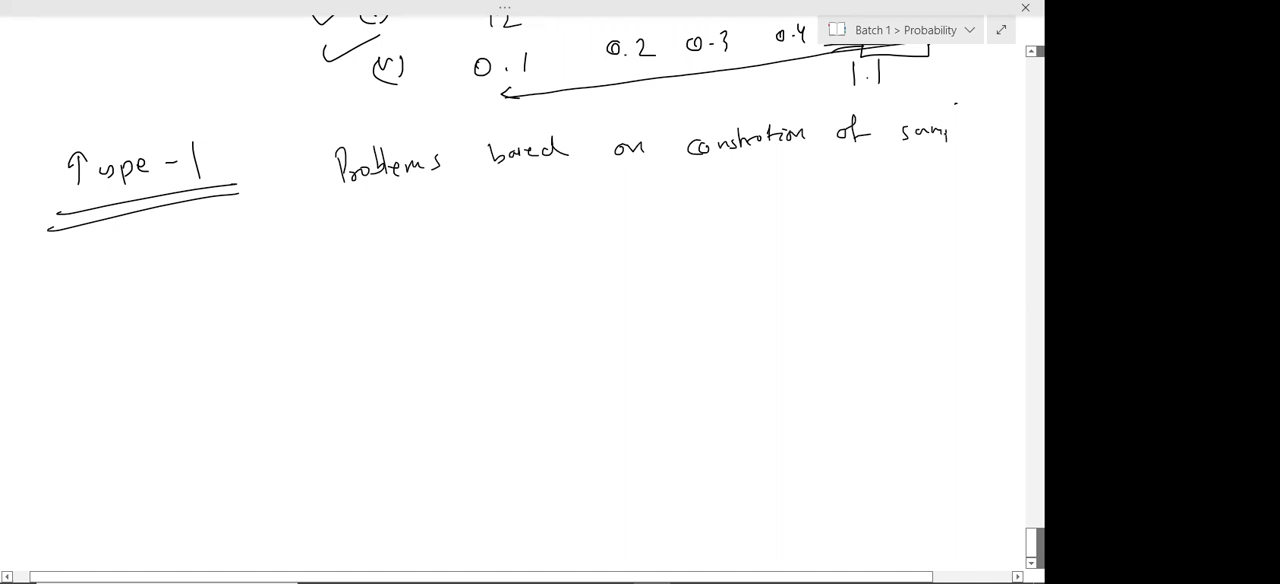 12
Batch 1 > Probability
(v) 0.1 0.2 0.3 0.4
1.1
Type-1 Problems based on constrotion of sam